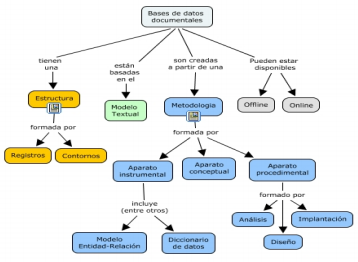 Bases de datos
documentales
tienen
una
están
basadas
en el
son creadas
a partir de una
Pueden estar
disponibles
Estructura
Modelo
Textual
Metodología
Offline
Online
formada por
formada por
Registros
Contornos
Aparato
instrumental
Aparato
conceptual
Aparato
procedimental
incluye
(entre otros)
formado por
Modelo
Entidad-Relación
Diccionario
de datos
Análisis
Diseño
Implantación